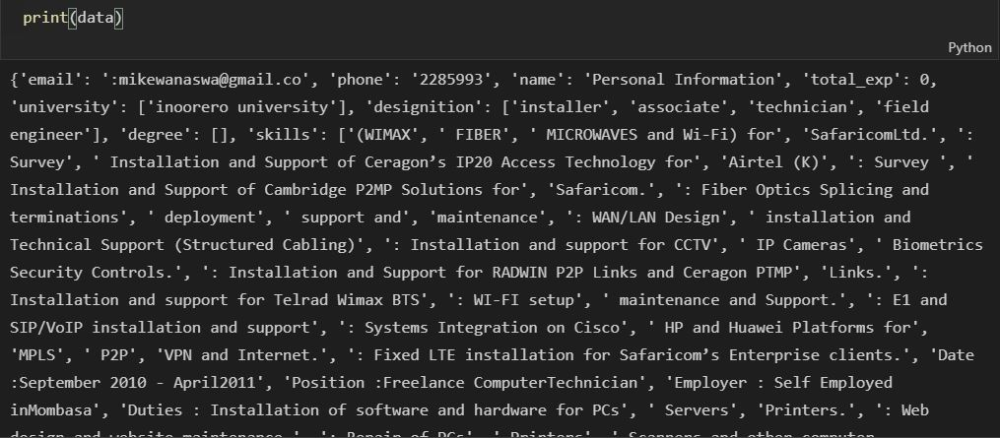 print(data)
Python
{'email': ':mikewanaswa@gmail.co', 'phone': '2285993', 'name': 'Personal Information', 'total_exp': 0,
'university': ['inoorero university'], 'designition': ['installer', 'associate', 'technician', 'field
engineer'], 'degree': [], 'skills': ['(WIMAX', ' FIBER', ' MICROWAVES and Wi-Fi) for', 'SafaricomLtd.', ':
Survey', ' Installation and Support of Ceragon’s IP20 Access Technology for', 'Airtel (K)', ': Survey ', '
Installation and Support of Cambridge P2MP Solutions for', 'Safaricom.', ': Fiber Optics Splicing and
terminations', ' deployment', ' support and', 'maintenance', ': WAN/LAN Design', ' installation and
Technical Support (Structured Cabling)', ': Installation and support for CCTV', ' IP Cameras', ' Biometrics
Security Controls.', ': Installation and Support for RADWIN P2P Links and Ceragon PTMP', 'Links.', ':
Installation and support for Telrad Wimax BTS', ': WI-FI setup', ' maintenance and Support.', ': E1 and
SIP/VoIP installation and support', ': Systems Integration on Cisco', ' HP and Huawei Platforms for',
'MPLS', ' P2P', 'VPN and Internet.', ': Fixed LTE installation for Safaricom’s Enterprise clients.', 'Date
:September 2010 - April2011', 'Position :Freelance ComputerTechnician', 'Employer : Self Employed
inMombasa', 'Duties : Installation of software and hardware for PCs', ' Servers', 'Printers.', ': Web
design and website maintenance.', ': Repair of PCs', ' Printers', ' Scanners and other computer